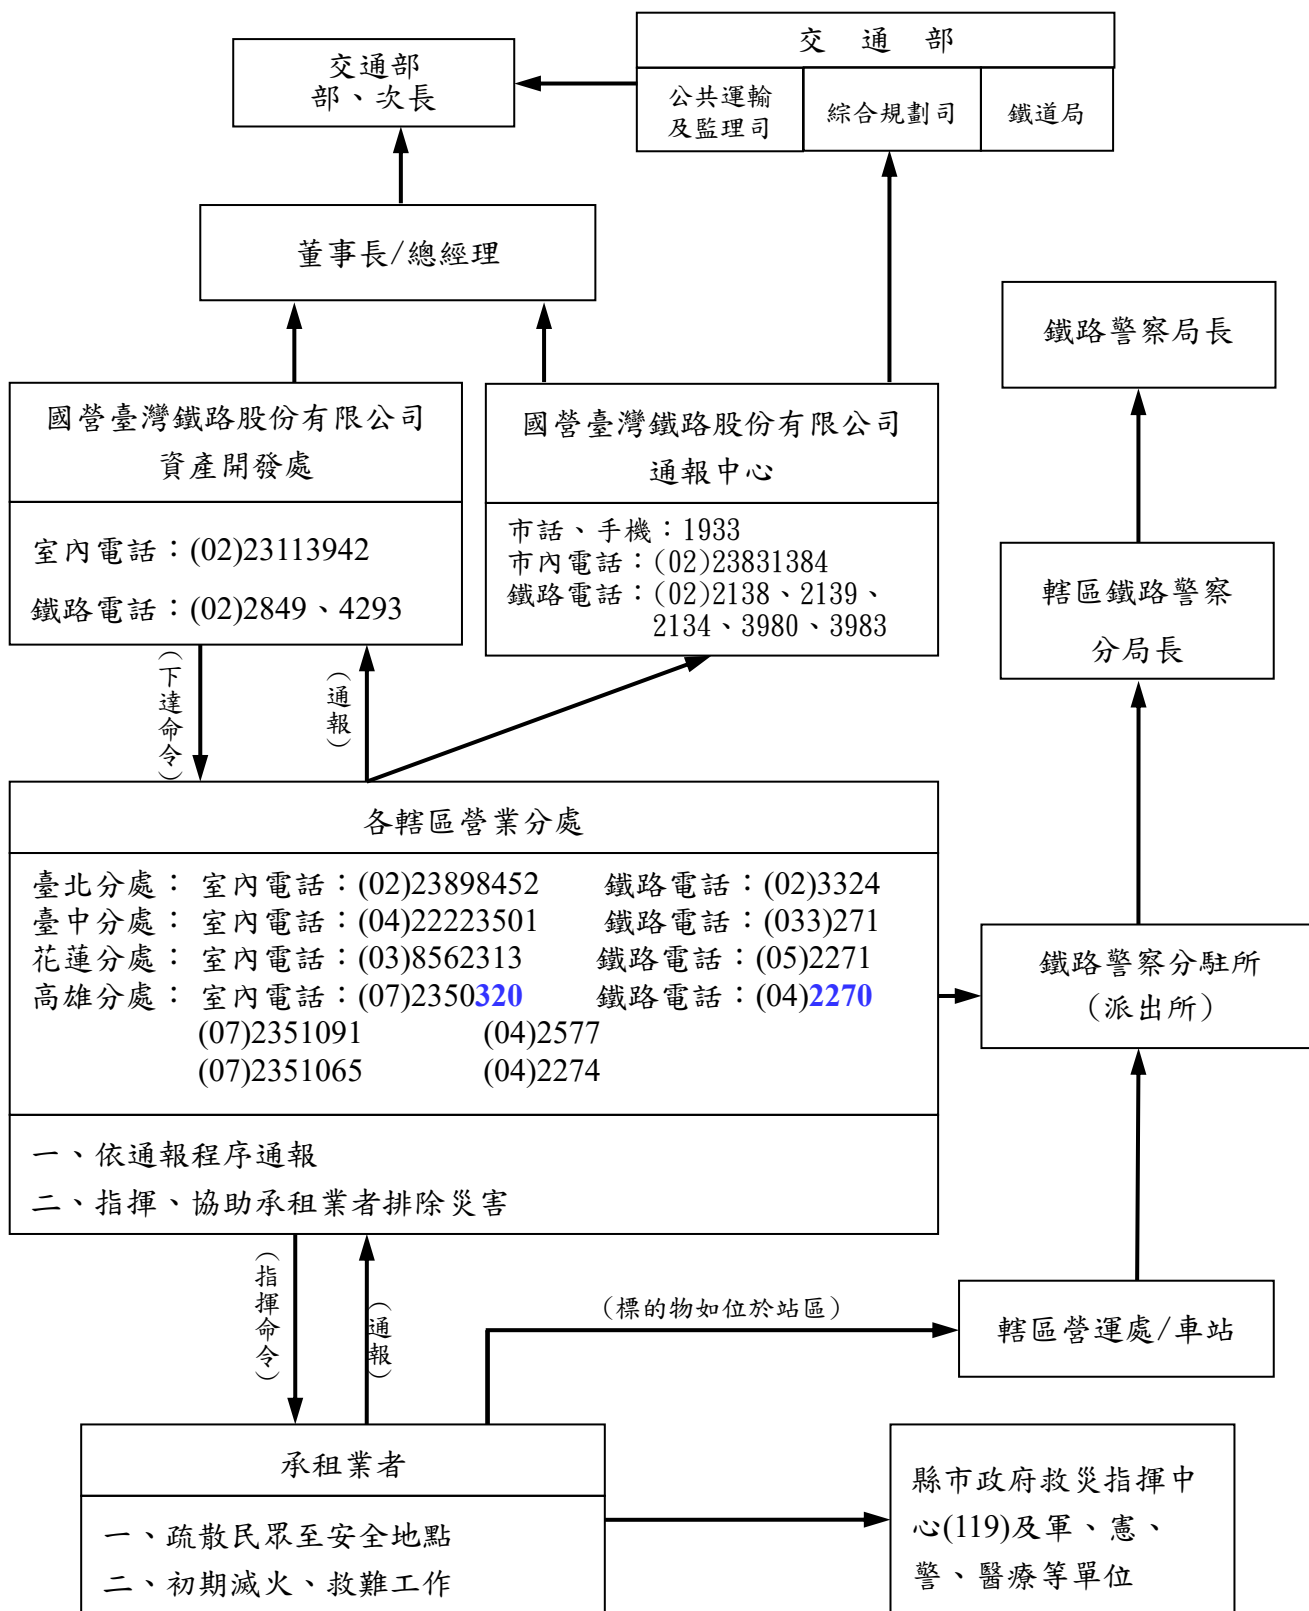 交通部
公共運輸
及監理司
綜合規劃司
鐵道局
交通部
部、次長
董事長/總經理
鐵路警察局長
國營臺灣鐵路股份有限公司
資產開發處
室內電話：(02)23113942
鐵路電話：(02)2849、4293
國營臺灣鐵路股份有限公司
通報中心
市話、手機：1933
市內電話：(02)23831384
鐵路電話：(02)2138、2139、
2134、3980、3983
轄區鐵路警察
分局長
（下達命令）
（通報）
各轄區營業分處
臺北分處： 室內電話：(02)23898452 鐵路電話：(02)3324
臺中分處： 室內電話：(04)22223501 鐵路電話：(033)271
花蓮分處： 室內電話：(03)8562313 鐵路電話：(05)2271
高雄分處： 室內電話：(07)2350320 鐵路電話：(04)2270
(07)2351091 (04)2577
(07)2351065 (04)2274
一、依通報程序通報
二、指揮、協助承租業者排除災害
鐵路警察分駐所
（派出所）
（指揮命令）
（通報）
（標的物如位於站區）
轄區營運處/車站
承租業者
一、疏散民眾至安全地點
二、初期滅火、救難工作
縣市政府救災指揮中
心(119)及軍、憲、
警、醫療等單位